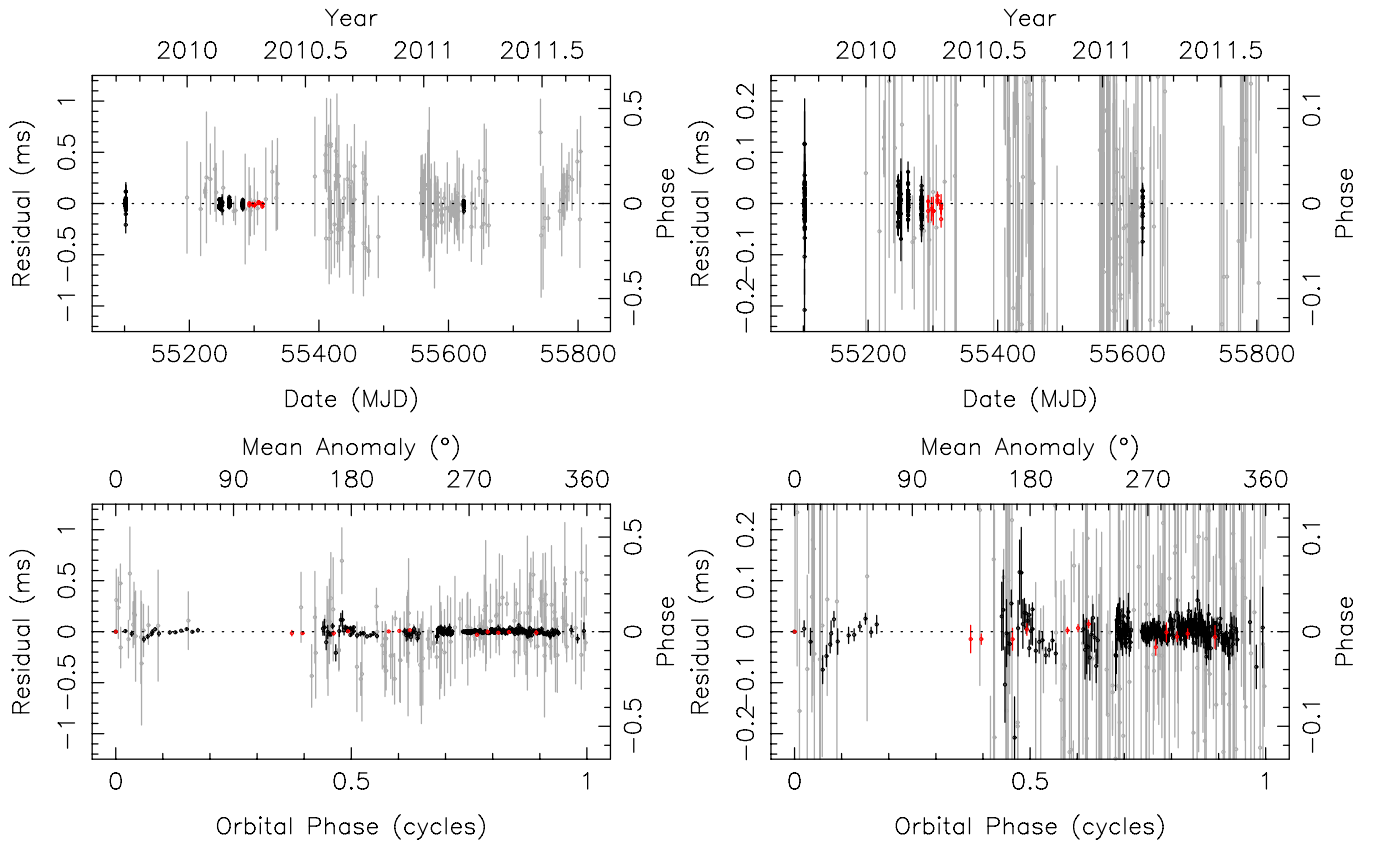 Year
2010 2010.5 2011 2011.5
Residual (ms)
1 0.5 0 −0.5 −1
0.5 0 −0.5
Phase
55200 55400 55600 55800
Date (MJD)
Year
2010 2010.5 2011 2011.5
Residual (ms)
0.2 0.1 0 −0.1 −0.2
0.1 0 −0.1
Phase
55200 55400 55600 55800
Date (MJD)
Mean Anomaly (°)
0 90 180 270 360
Residual (ms)
1 0.5 0 −0.5 −1
0.5 0 −0.5
Phase
0 0.5 1
Orbital Phase (cycles)
Mean Anomaly (°)
0 90 180 270 360
Residual (ms)
0.2 0.1 0 −0.1 −0.2
0.1 0 −0.1
Phase
0 0.5 1
Orbital Phase (cycles)